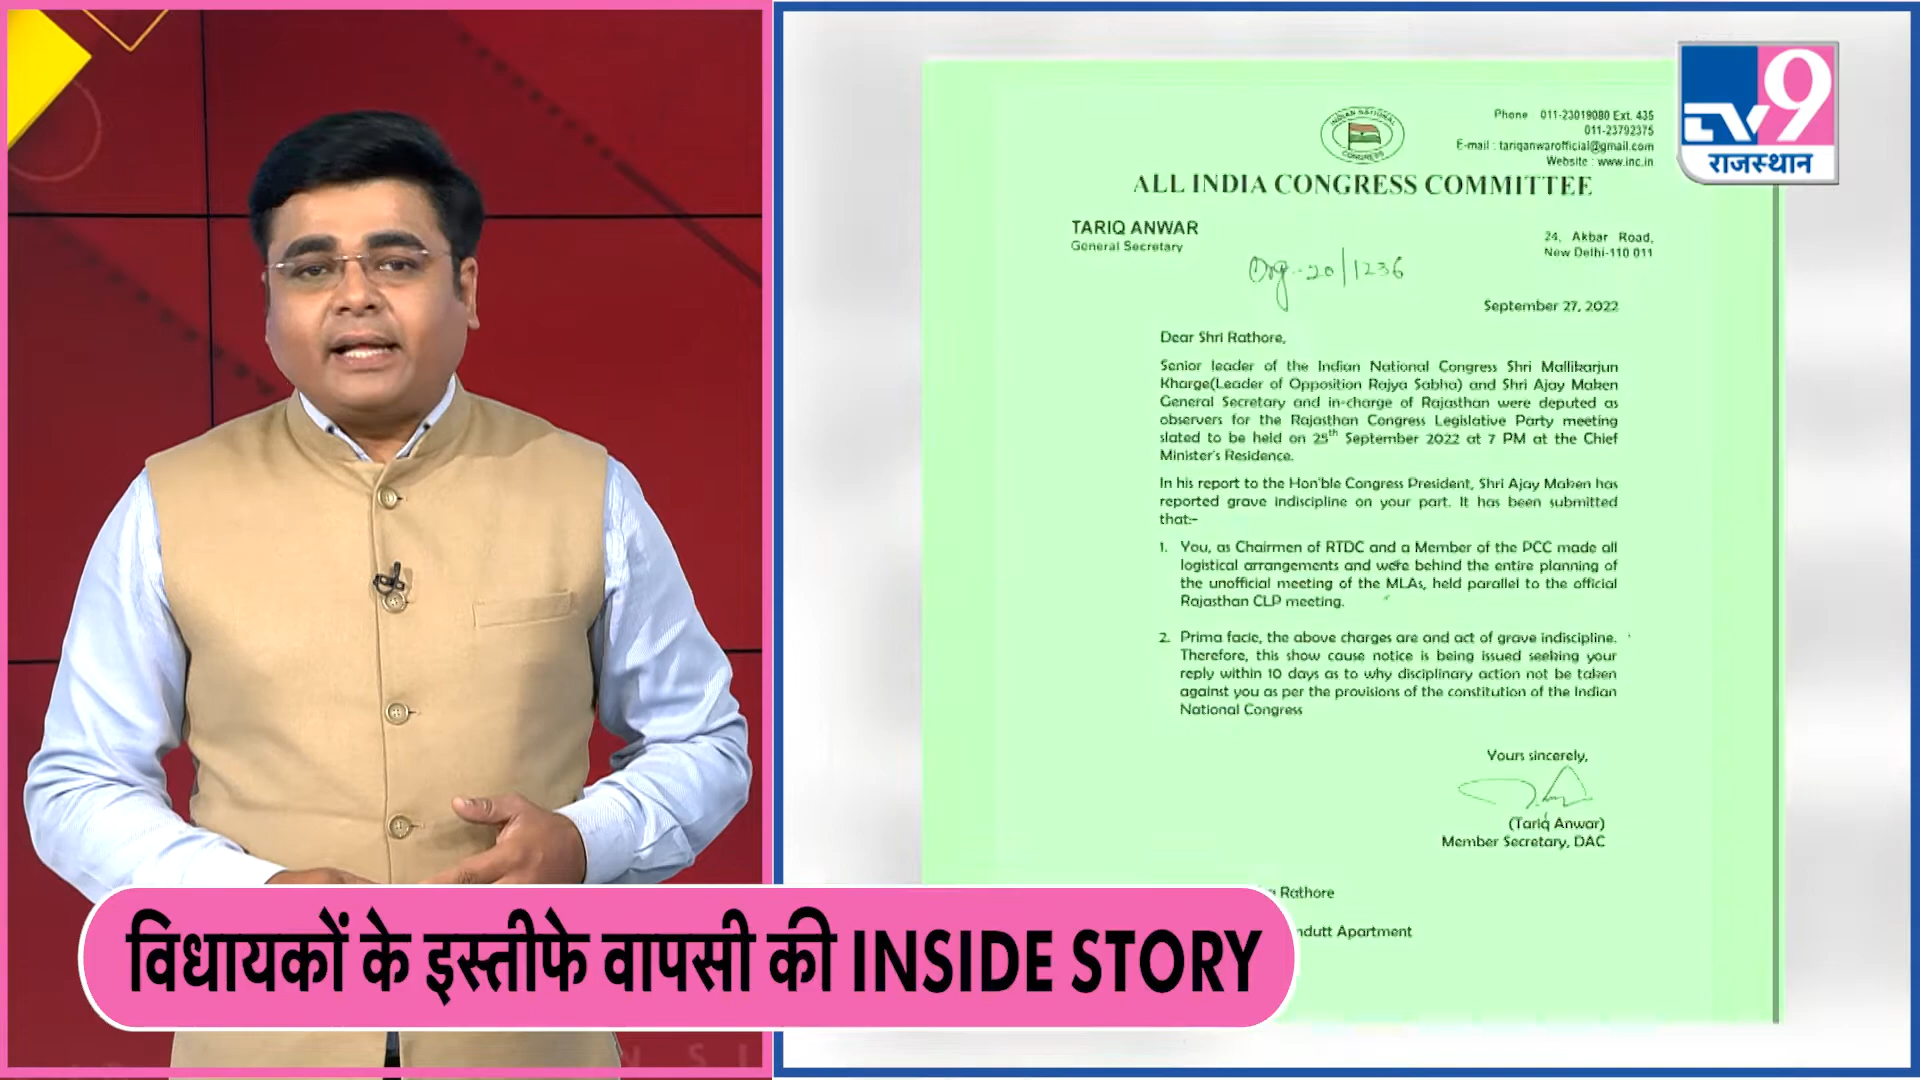 TV9
राजस्थान
INDIAN NATIONAL
CONGRESS
Phone 011-23019080 Ext. 435
011-23792375
E-mail : tariqanwarofficial@gmail.com
Website : www.inc.in
ALL INDIA CONGRESS COMMITTEE
TARIQ ANWAR
General Secretary
24, Akbar Road,
New Delhi-110 011
Org-20/1236
September 27, 2022
Dear Shri Rathore,
Senior leader of the Indian National Congress Shri Mallikarjun
Kharge(Leader of Opposition Rajya Sabha) and Shri Ajay Maken
General Secretary and in-charge of Rajasthan were deputed as
observers for the Rajasthan Congress Legislative Party meeting
slated to be held on 25th September 2022 at 7 PM at the Chief
Minister's Residence.
In his report to the Hon'ble Congress President, Shri Ajay Maken has
reported grave indiscipline on your part. It has been submitted
that:-
1. You, as Chairmen of RTDC and a Member of the PCC made all
logistical arrangements and were behind the entire planning of
the unofficial meeting of the MLAs, held parallel to the official
Rajasthan CLP meeting.
2. Prima facie, the above charges are and act of grave indiscipline.
Therefore, this show cause notice is being issued seeking your
reply within 10 days as to why disciplinary action not be taken
against you as per the provisions of the constitution of the Indian
National Congress
Yours sincerely,
(Tariq Anwar)
Member Secretary, DAC
Rathore
ndutt Apartment
विधायकों के इस्तीफे वापसी की INSIDE STORY